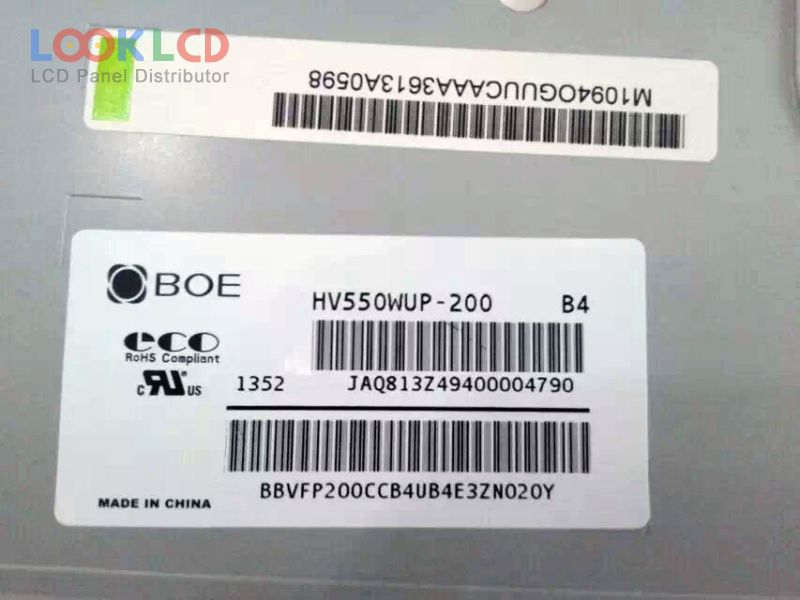 LOOKLCD
LCD Panel Distributor
M1094OGUUCAAA3613A0598
BOE
HV550WUP-200 B4
eco
RoHS Compliant
c RU US
1352 JAQ813Z49400004790
BBVFP200CCB4UB4E3ZN020Y
MADE IN CHINA